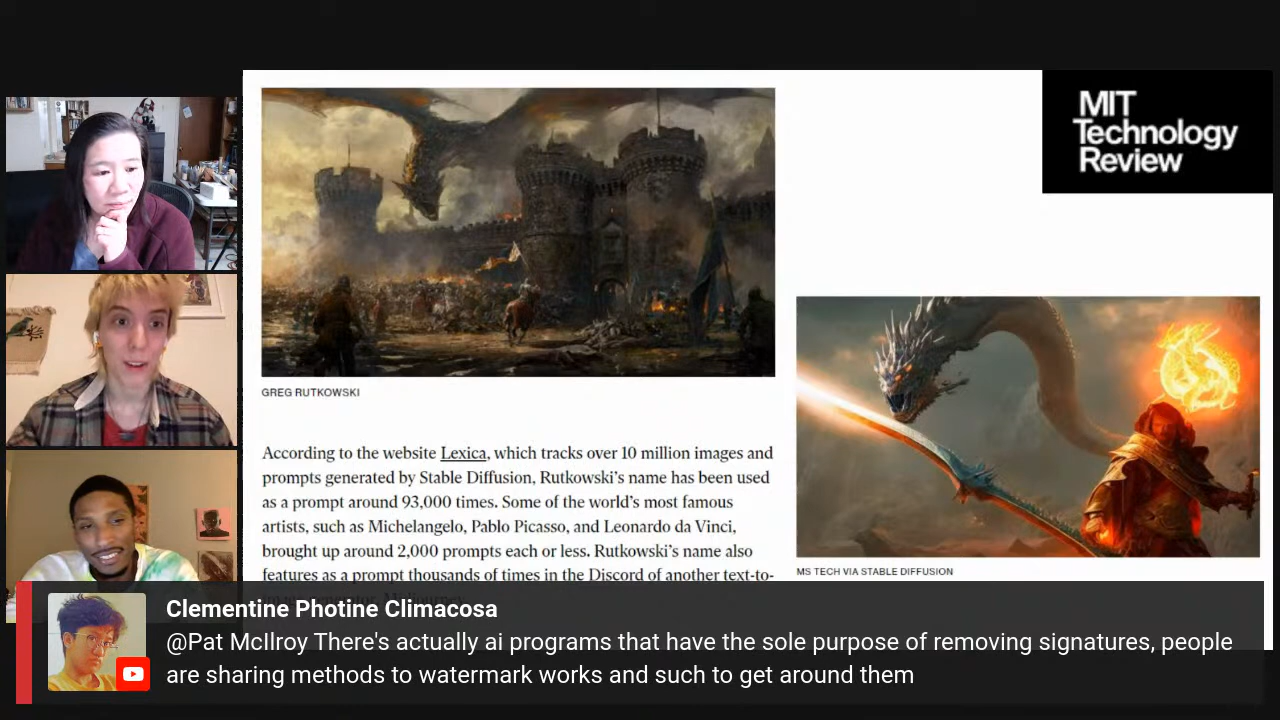 MIT
Technology
Review
GREG RUTKOWSKI
According to the website Lexica, which tracks over 10 million images and
prompts generated by Stable Diffusion, Rutkowski's name has been used
as a prompt around 93,000 times. Some of the world's most famous
artists, such as Michelangelo, Pablo Picasso, and Leonardo da Vinci,
brought up around 2,000 prompts each or less. Rutkowski's name also
features as a prompt thousands of times in the Discord of another text-to-
MS TECH VIA STABLE DIFFUSION
Clementine Photine Climacosa
@Pat McIlroy There's actually ai programs that have the sole purpose of removing signatures, people
are sharing methods to watermark works and such to get around them